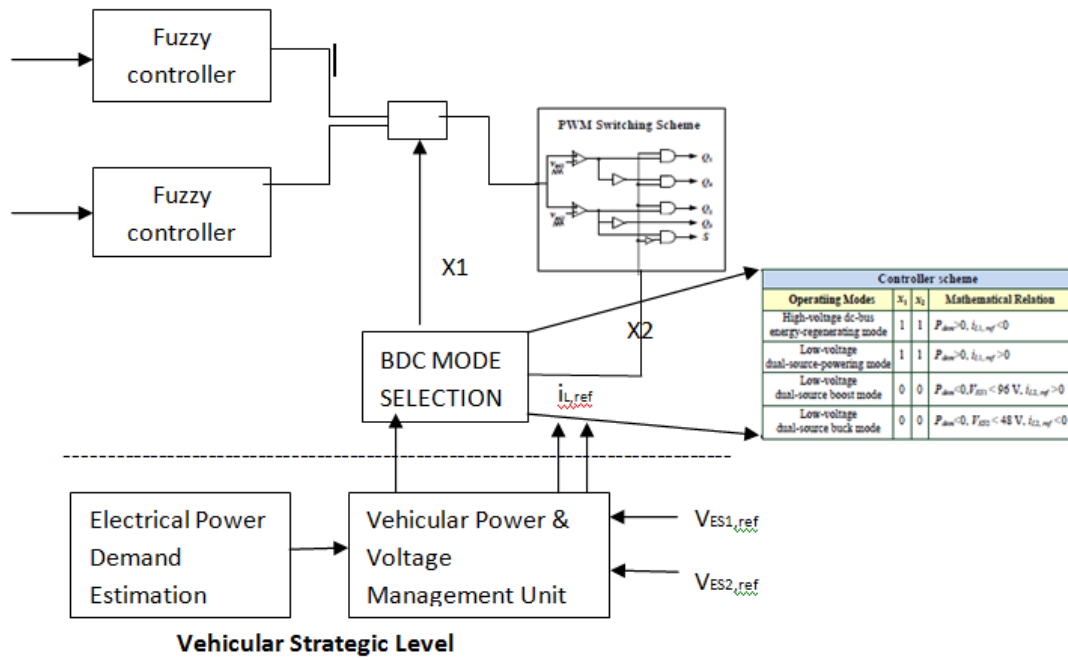 Fuzzy
controller
Fuzzy
controller
PWM Switching Scheme
Q₁
Q₃
S
X1
X2
BDC MODE
SELECTION
iL,ref
Controller scheme
Operatiing Modes x₁ x₂ Mathematical Relation
High-voltage dc-bus
energy-regenerating mode 1 1 Pdem>0, iL1, ref<0
Low-voltage
dual-source-powering mode 1 1 Pdem>0, iL1, ref>0
Low-voltage
dual-source boost mode 0 0 Pdem<0,VES1< 96 V, iL2, ref>0
Low-voltage
dual-source buck mode 0 0 Pdem<0, VES2< 48 V, iL2, ref<0
Electrical Power
Demand
Estimation
Vehicular Power &
Voltage
Management Unit
VES1,ref
VES2,ref
Vehicular Strategic Level